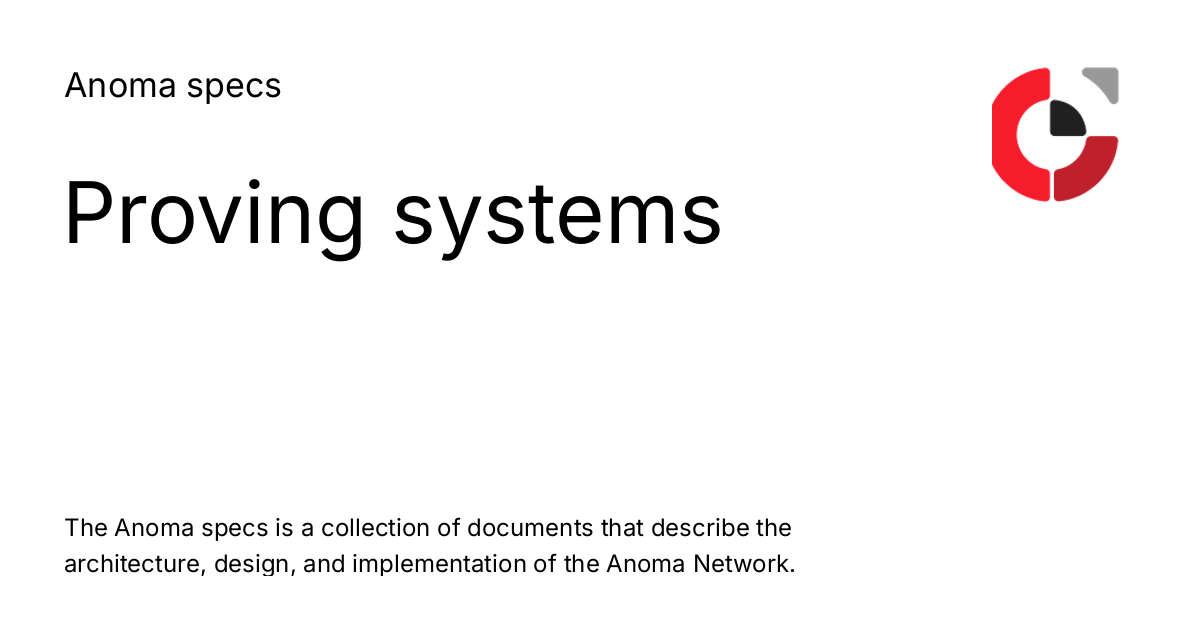 Anoma specs
Proving systems
The Anoma specs is a collection of documents that describe the
architecture, design, and implementation of the Anoma Network.